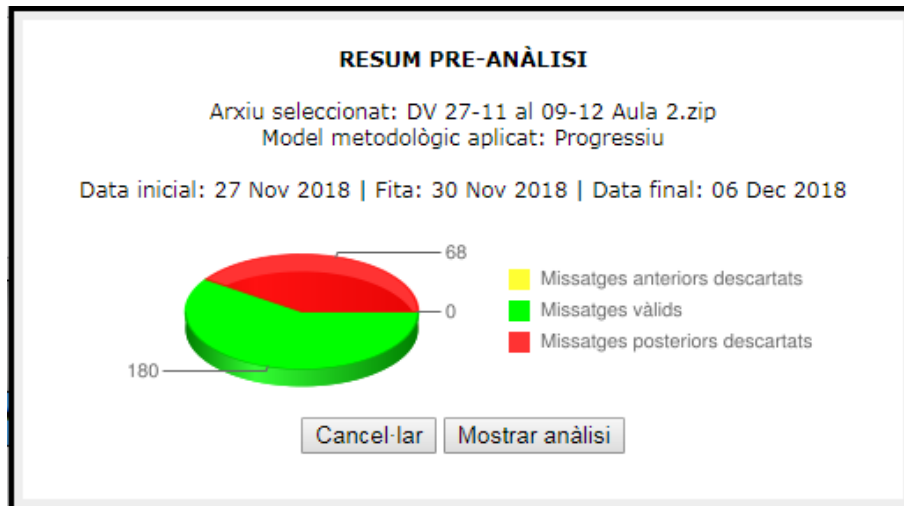 RESUM PRE-ANÀLISI
Arxiu seleccionat: DV 27-11 al 09-12 Aula 2.zip
Model metodològic aplicat: Progressiu
Data inicial: 27 Nov 2018 | Fita: 30 Nov 2018 | Data final: 06 Dec 2018
68
0
180
Missatges anteriors descartats
Missatges vàlids
Missatges posteriors descartats
Cancel·lar
Mostrar anàlisi